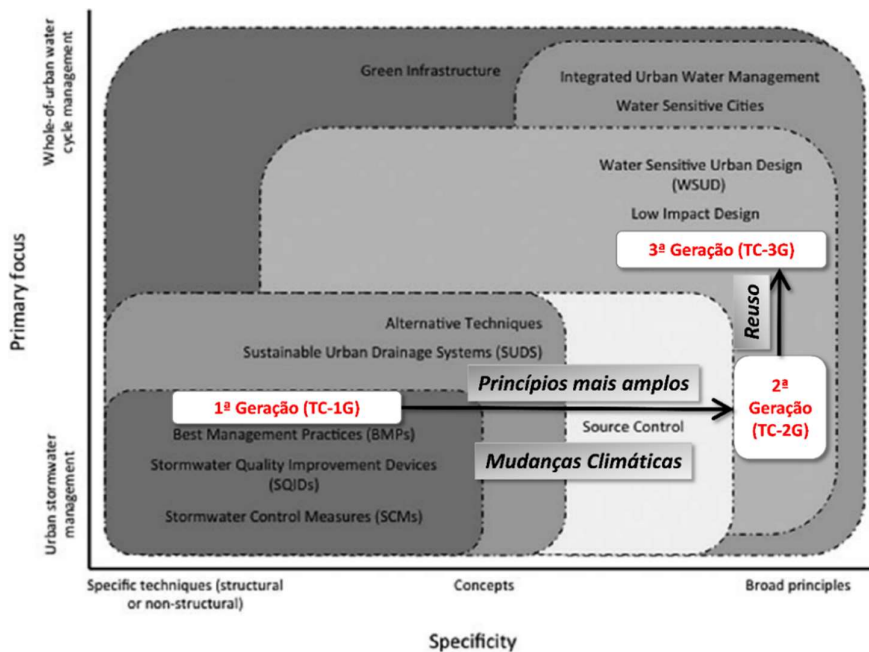 Primary focus
Whole-of-urban water
cycle management
Urban stormwater
management
Green Infrastructure
Integrated Urban Water Management
Water Sensitive Cities
Water Sensitive Urban Design
(WSUD)
Low Impact Design
3ª Geração (TC-3G)
Reuso
Alternative Techniques
Sustainable Urban Drainage Systems (SUDS)
Princípios mais amplos
2ª
Geração
(TC-2G)
1ª Geração (TC-1G)
Source Control
Best Management Practices (BMPs)
Mudanças Climáticas
Stormwater Quality Improvement Devices
(SQIDs)
Stormwater Control Measures (SCMs)
Specific techniques (structural
or non-structural)
Concepts
Broad principles
Specificity